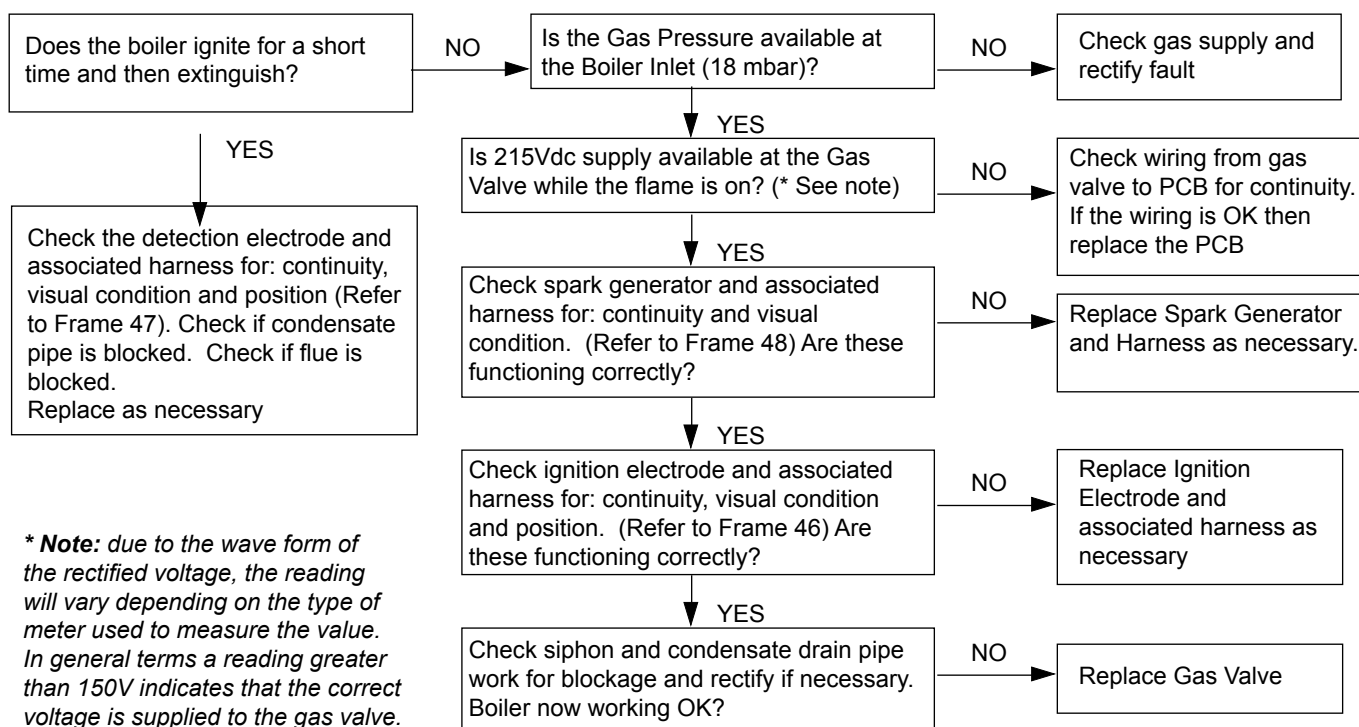 Does the boiler ignite for a short
time and then extinguish?
NO
Is the Gas Pressure available at
the Boiler Inlet (18 mbar)?
NO
Check gas supply and
rectify fault
YES
YES
Is 215Vdc supply available at the Gas
Valve while the flame is on? (* See note)
NO
Check wiring from gas
valve to PCB for continuity.
If the wiring is OK then
replace the PCB
Check the detection electrode and
associated harness for: continuity,
visual condition and position (Refer
to Frame 47). Check if condensate
pipe is blocked.  Check if flue is
blocked.
Replace as necessary
YES
Check spark generator and associated
harness for: continuity and visual
condition.  (Refer to Frame 48) Are these
functioning correctly?
NO
Replace Spark Generator
and Harness as necessary.
YES
Check ignition electrode and associated
harness for: continuity, visual condition
and position.  (Refer to Frame 46) Are
these functioning correctly?
NO
Replace Ignition
Electrode and
associated harness as
necessary
* Note: due to the wave form of
the rectified voltage, the reading
will vary depending on the type of
meter used to measure the value.
In general terms a reading greater
than 150V indicates that the correct
voltage is supplied to the gas valve.
YES
Check siphon and condensate drain pipe
work for blockage and rectify if necessary.
Boiler now working OK?
NO
Replace Gas Valve